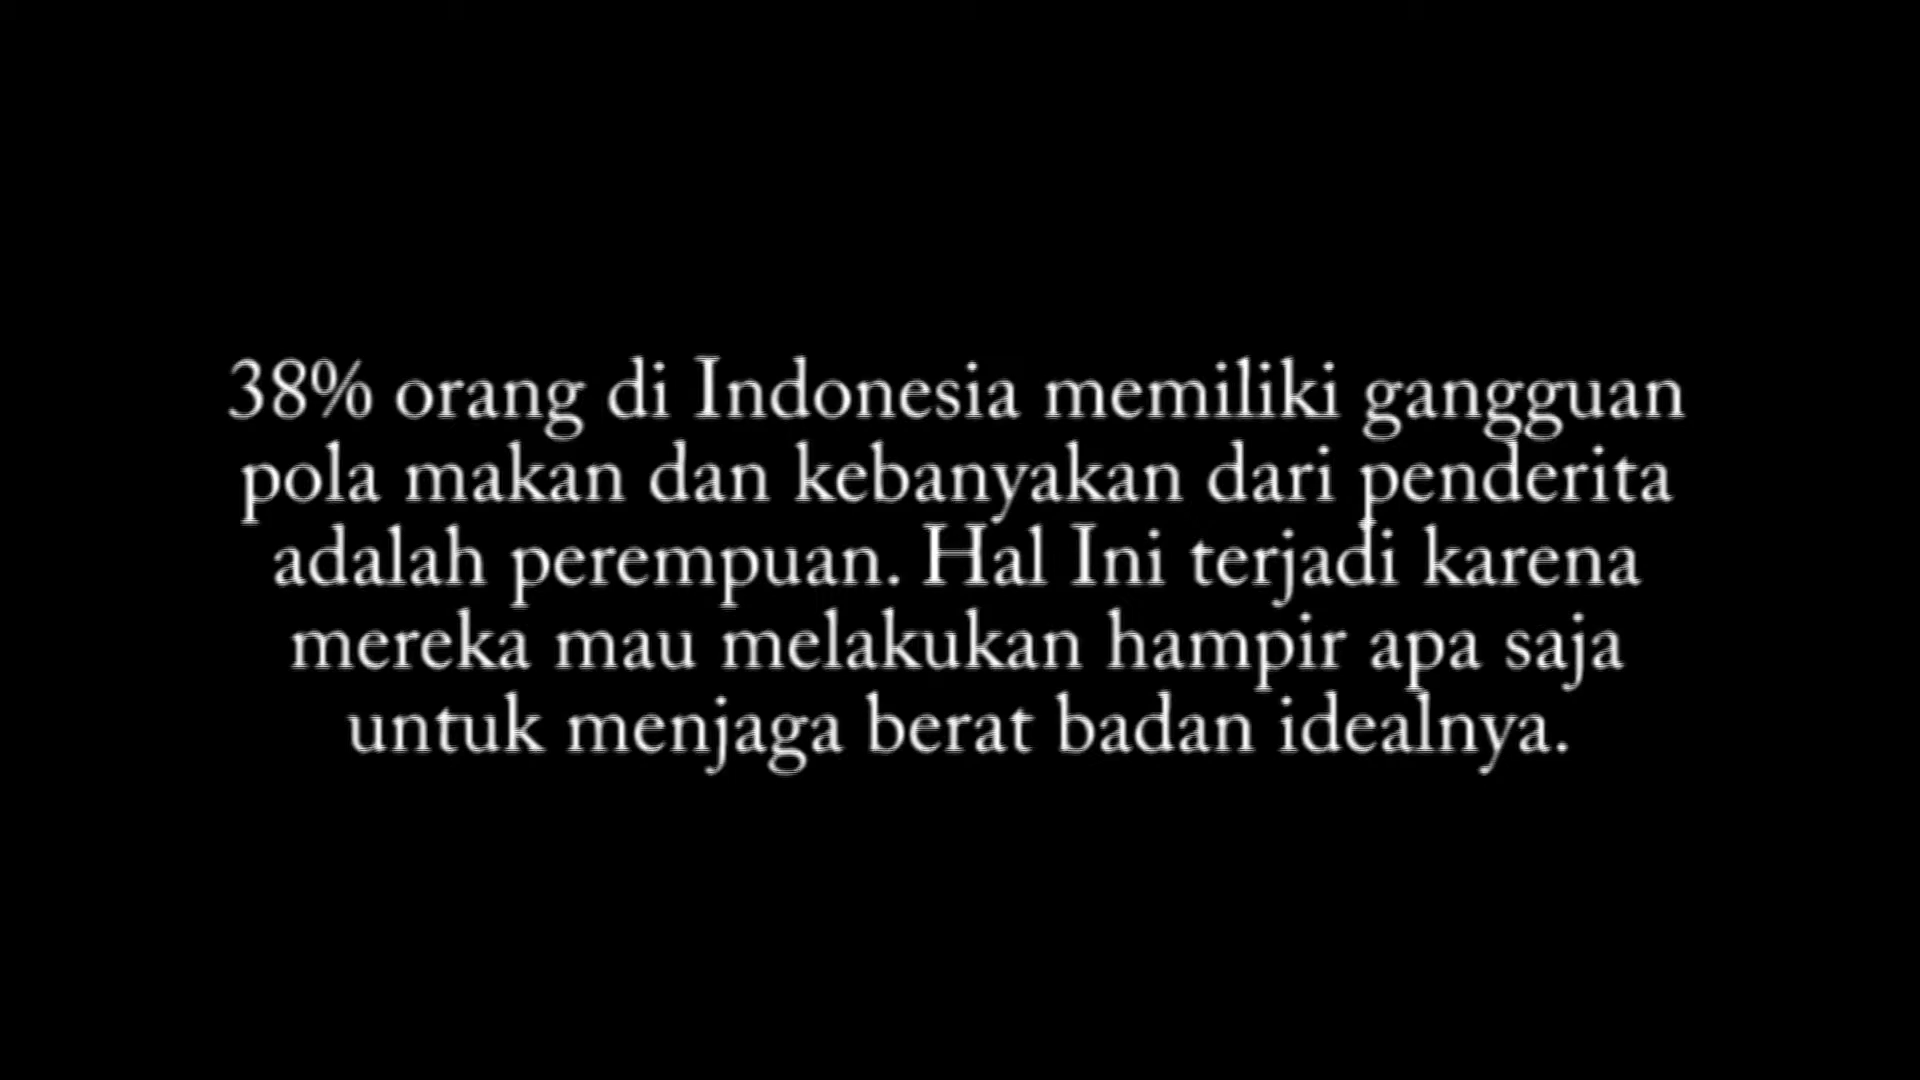 38% orang di Indonesia memiliki gangguan
pola makan dan kebanyakan dari penderita
adalah perempuan. Hal Ini terjadi karena
mereka mau melakukan hampir apa saja
untuk menjaga berat badan idealnya.